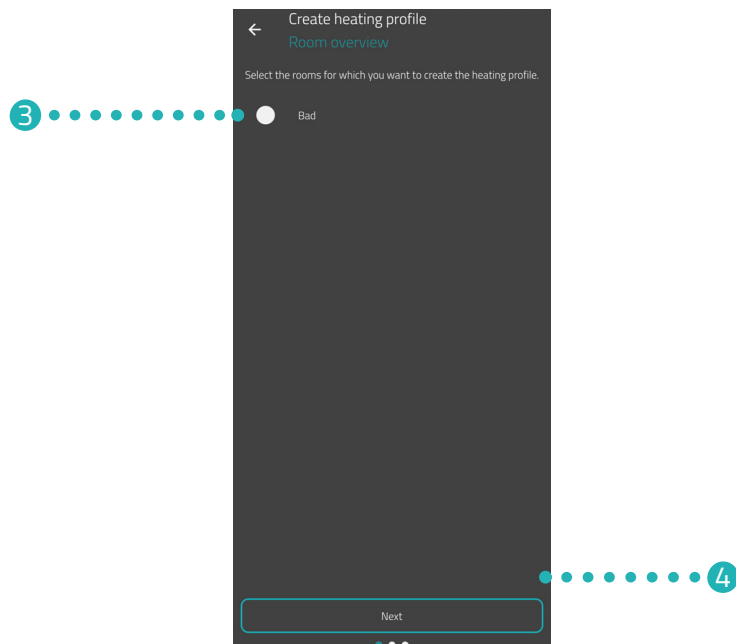 Create heating profile
Room overview
Select the rooms for which you want to create the heating profile.
3
Bad
4
Next